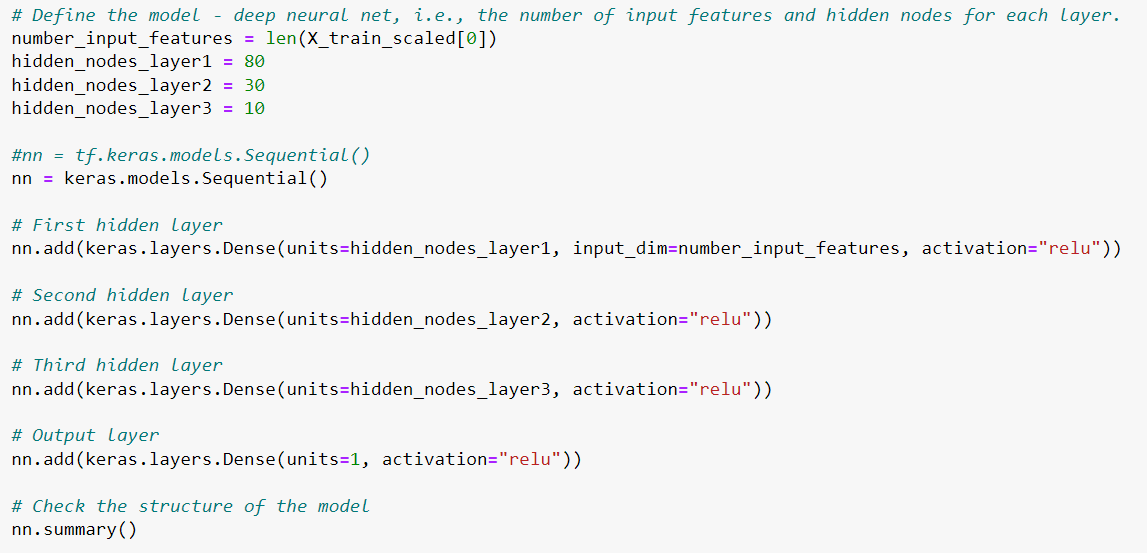 # Define the model - deep neural net, i.e., the number of input features and hidden nodes for each layer.
number_input_features = len(X_train_scaled[0])
hidden_nodes_layer1 = 80
hidden_nodes_layer2 = 30
hidden_nodes_layer3 = 10
#nn = tf.keras.models.Sequential()
nn = keras.models.Sequential()
# First hidden layer
nn.add(keras.layers.Dense(units=hidden_nodes_layer1, input_dim=number_input_features, activation="relu"))
# Second hidden layer
nn.add(keras.layers.Dense(units=hidden_nodes_layer2, activation="relu"))
# Third hidden layer
nn.add(keras.layers.Dense(units=hidden_nodes_layer3, activation="relu"))
# Output layer
nn.add(keras.layers.Dense(units=1, activation="relu"))
# Check the structure of the model
nn.summary()